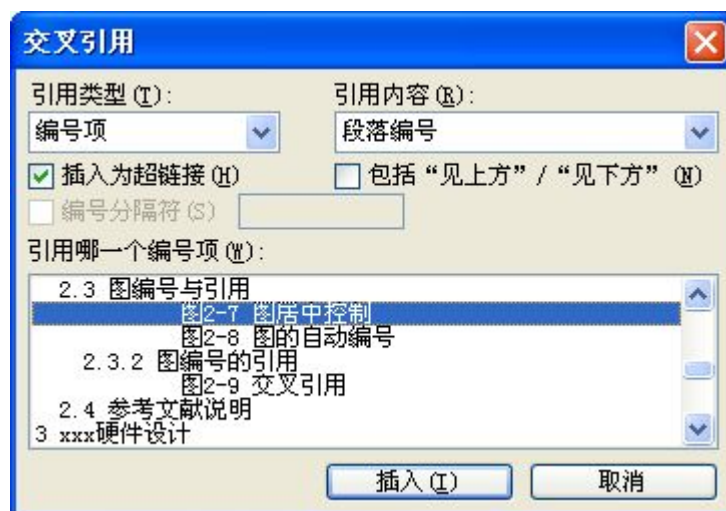 交叉引用
引用类型(T):
引用内容(R):
编号项
段落编号
插入为超链接(H)
包括“见上方”/“见下方”(N)
编号分隔符(S)
引用哪一个编号项(W):
2.3 图编号与引用
图2-7 图居中控制
图2-8 图的自动编号
2.3.2 图编号的引用
图2-9 交叉引用
2.4 参考文献说明
3 xxx硬件设计
插入(I)
取消